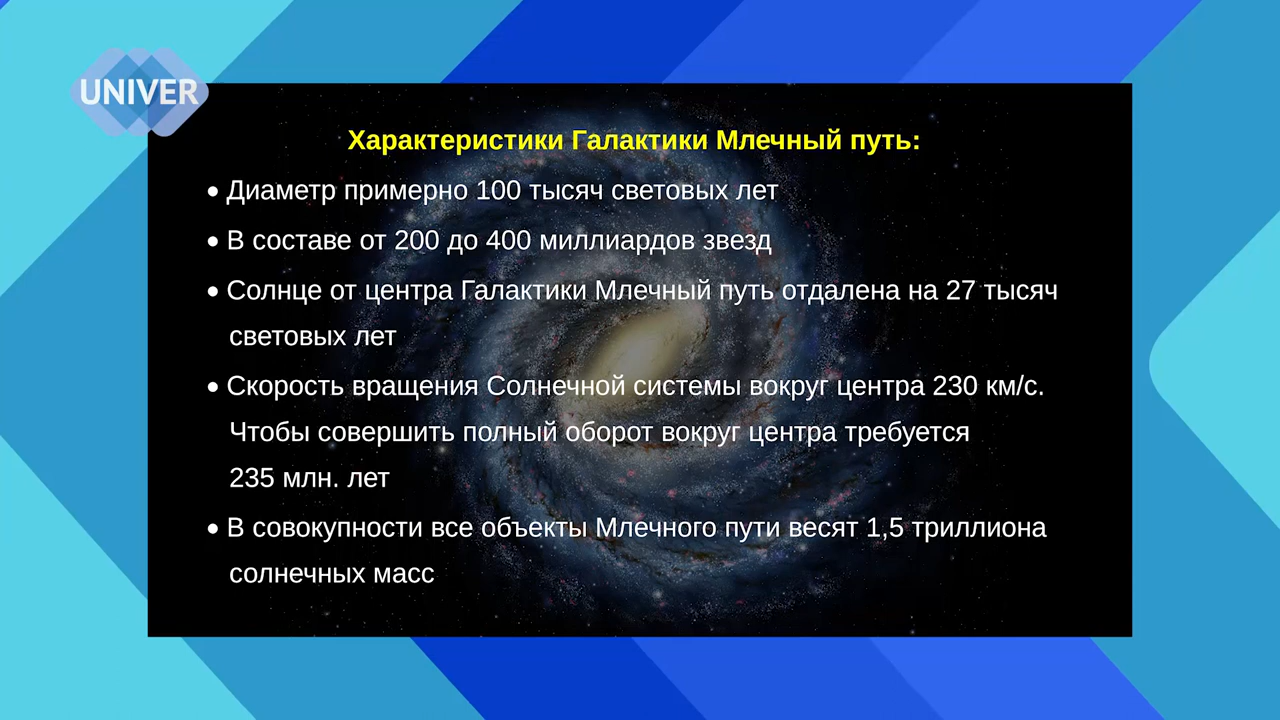 UNIVER
Характеристики Галактики Млечный путь:
• Диаметр примерно 100 тысяч световых лет
• В составе от 200 до 400 миллиардов звезд
• Солнце от центра Галактики Млечный путь отдалена на 27 тысяч
световых лет
• Скорость вращения Солнечной системы вокруг центра 230 км/с.
Чтобы совершить полный оборот вокруг центра требуется
235 млн. лет
• В совокупности все объекты Млечного пути весят 1,5 триллиона
солнечных масс